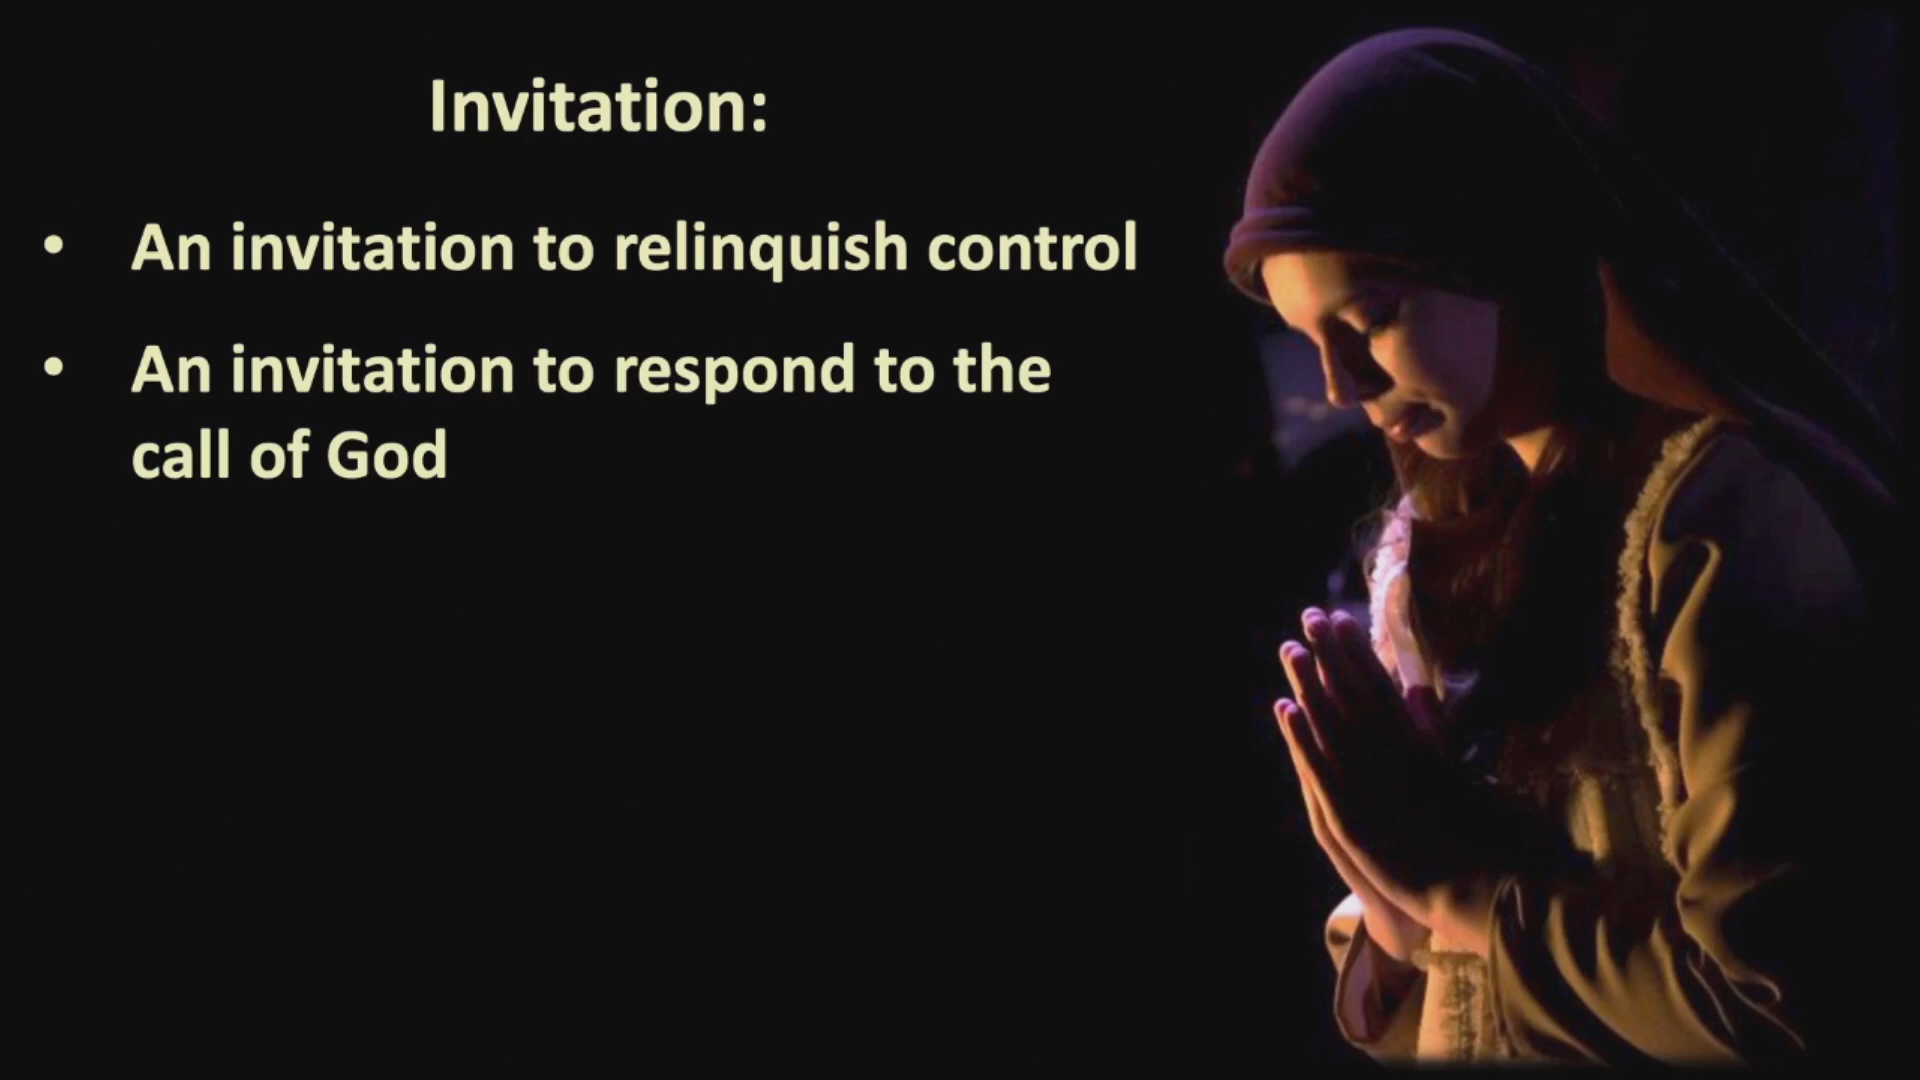 Invitation:
• An invitation to relinquish control
• An invitation to respond to the
call of God